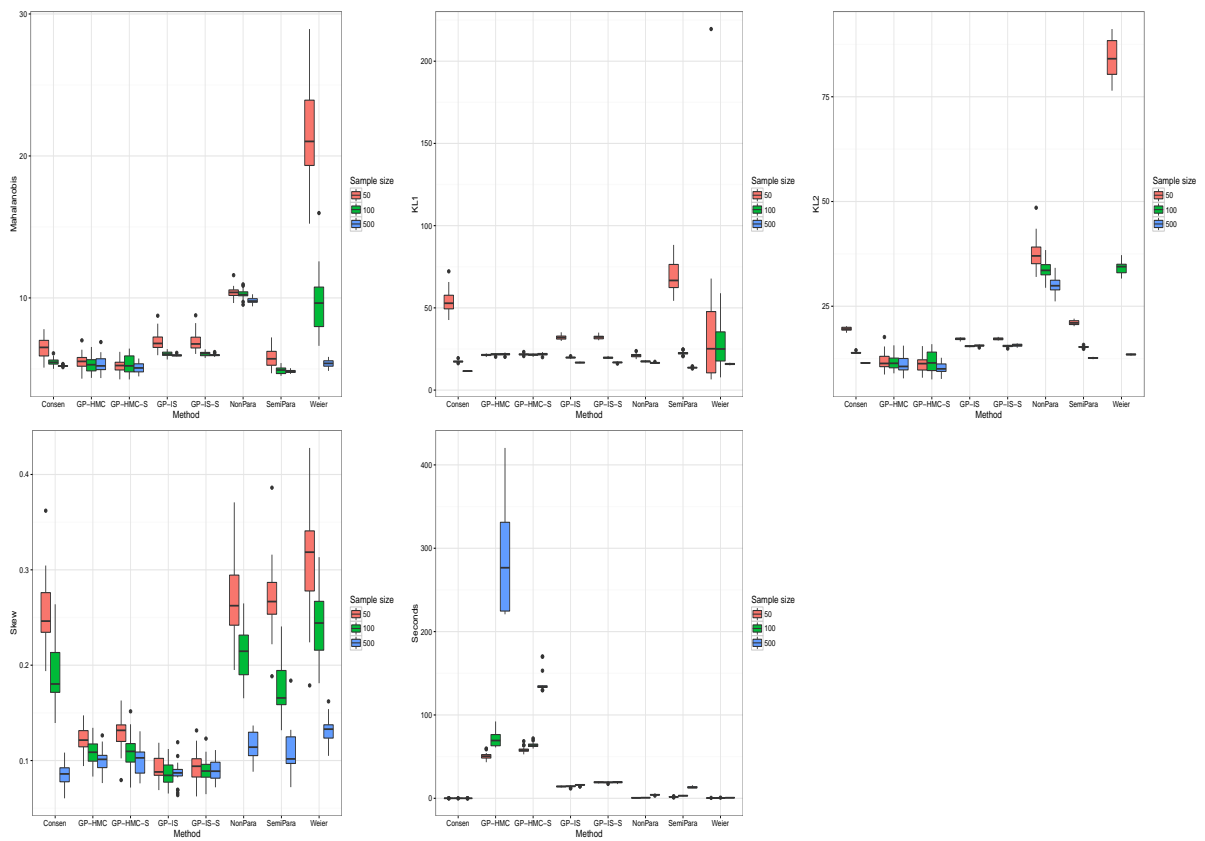 30
20
10
Mahalanobis
Consen GP-HMC GP-HMC-S GP-IS GP-IS-S NonPara SemiPara Weier
Method
Sample size
50
100
500
200
150
100
50
0
KL1
Consen GP-HMC GP-HMC-S GP-IS GP-IS-S NonPara SemiPara Weier
Method
Sample size
50
100
500
75
50
25
KL2
Consen GP-HMC GP-HMC-S GP-IS GP-IS-S NonPara SemiPara Weier
Method
Sample size
50
100
500
0.4
0.3
0.2
0.1
Skew
Consen GP-HMC GP-HMC-S GP-IS GP-IS-S NonPara SemiPara Weier
Method
Sample size
50
100
500
400
300
200
100
0
Seconds
Consen GP-HMC GP-HMC-S GP-IS GP-IS-S NonPara SemiPara Weier
Method
Sample size
50
100
500